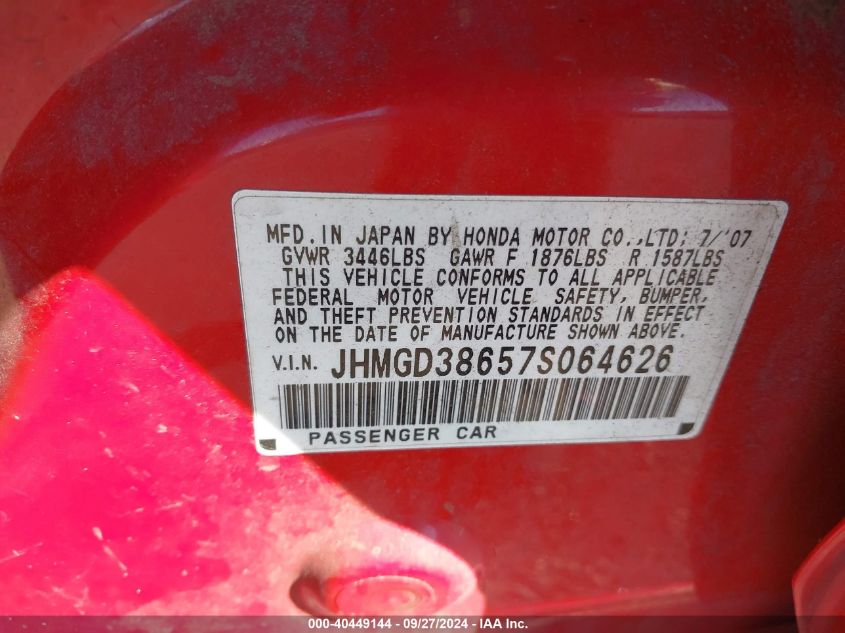 MFD.IN JAPAN BY HONDA MOTOR CO.,LTD; 7/'07
GVWR 3446LBS GAWR F 1876LBS R 1587LBS
THIS VEHICLE CONFORMS TO ALL APPLICABLE
FEDERAL MOTOR VEHICLE SAFETY, BUMPER,
AND THEFT PREVENTION STANDARDS IN EFFECT
ON THE DATE OF MANUFACTURE SHOWN ABOVE.
V.I.N. JHMGD38657S064626
PASSENGER CAR
000-40449144 - 09/27/2024 - IAA, Inc.